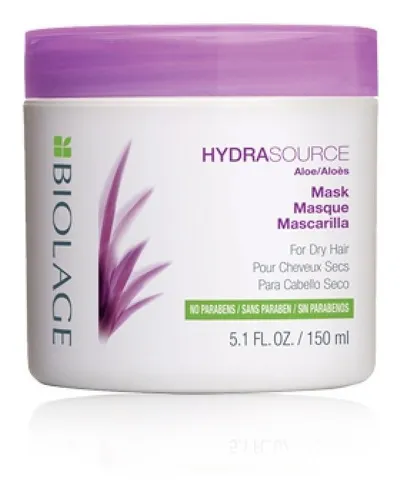 BIOLAGE
HYDRASOURCE
Aloe/Aloès
Mask
Masque
Mascarilla
For Dry Hair
Pour Cheveux Secs
Para Cabello Seco
NO PARABENS / SANS PARABEN / SIN PARABENOS
5.1 FL. OZ. / 150 ml